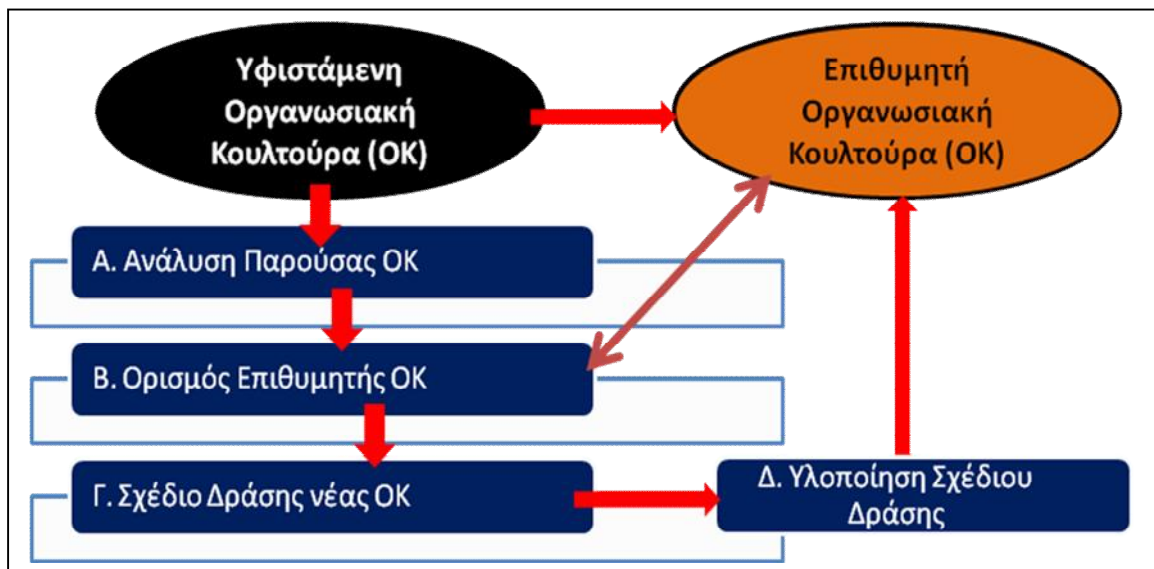 Υφιστάμενη
Οργανωσιακή
Κουλτούρα (ΟΚ)
Επιθυμητή
Οργανωσιακή
Κουλτούρα (ΟΚ)
Α. Ανάλυση Παρούσας ΟΚ
Β. Ορισμός Επιθυμητής ΟΚ
Γ. Σχέδιο Δράσης νέας ΟΚ
Δ. Υλοποίηση Σχέδιου
Δράσης